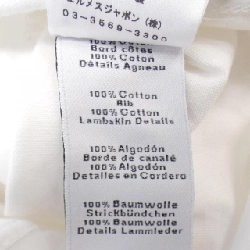 エルメスジャポン (株)
03-3569-3300
100% Coton
Bord côtes
100% Coton
Détails Agneau
100% Cotton
Rib
100% Cotton
Lambskin Details
100% Algodón
Borde de canalé
100% Algodón
Detalles en Cordero
100% Baumwolle
Strickbündchen
100% Baumwolle
Details Lammleder